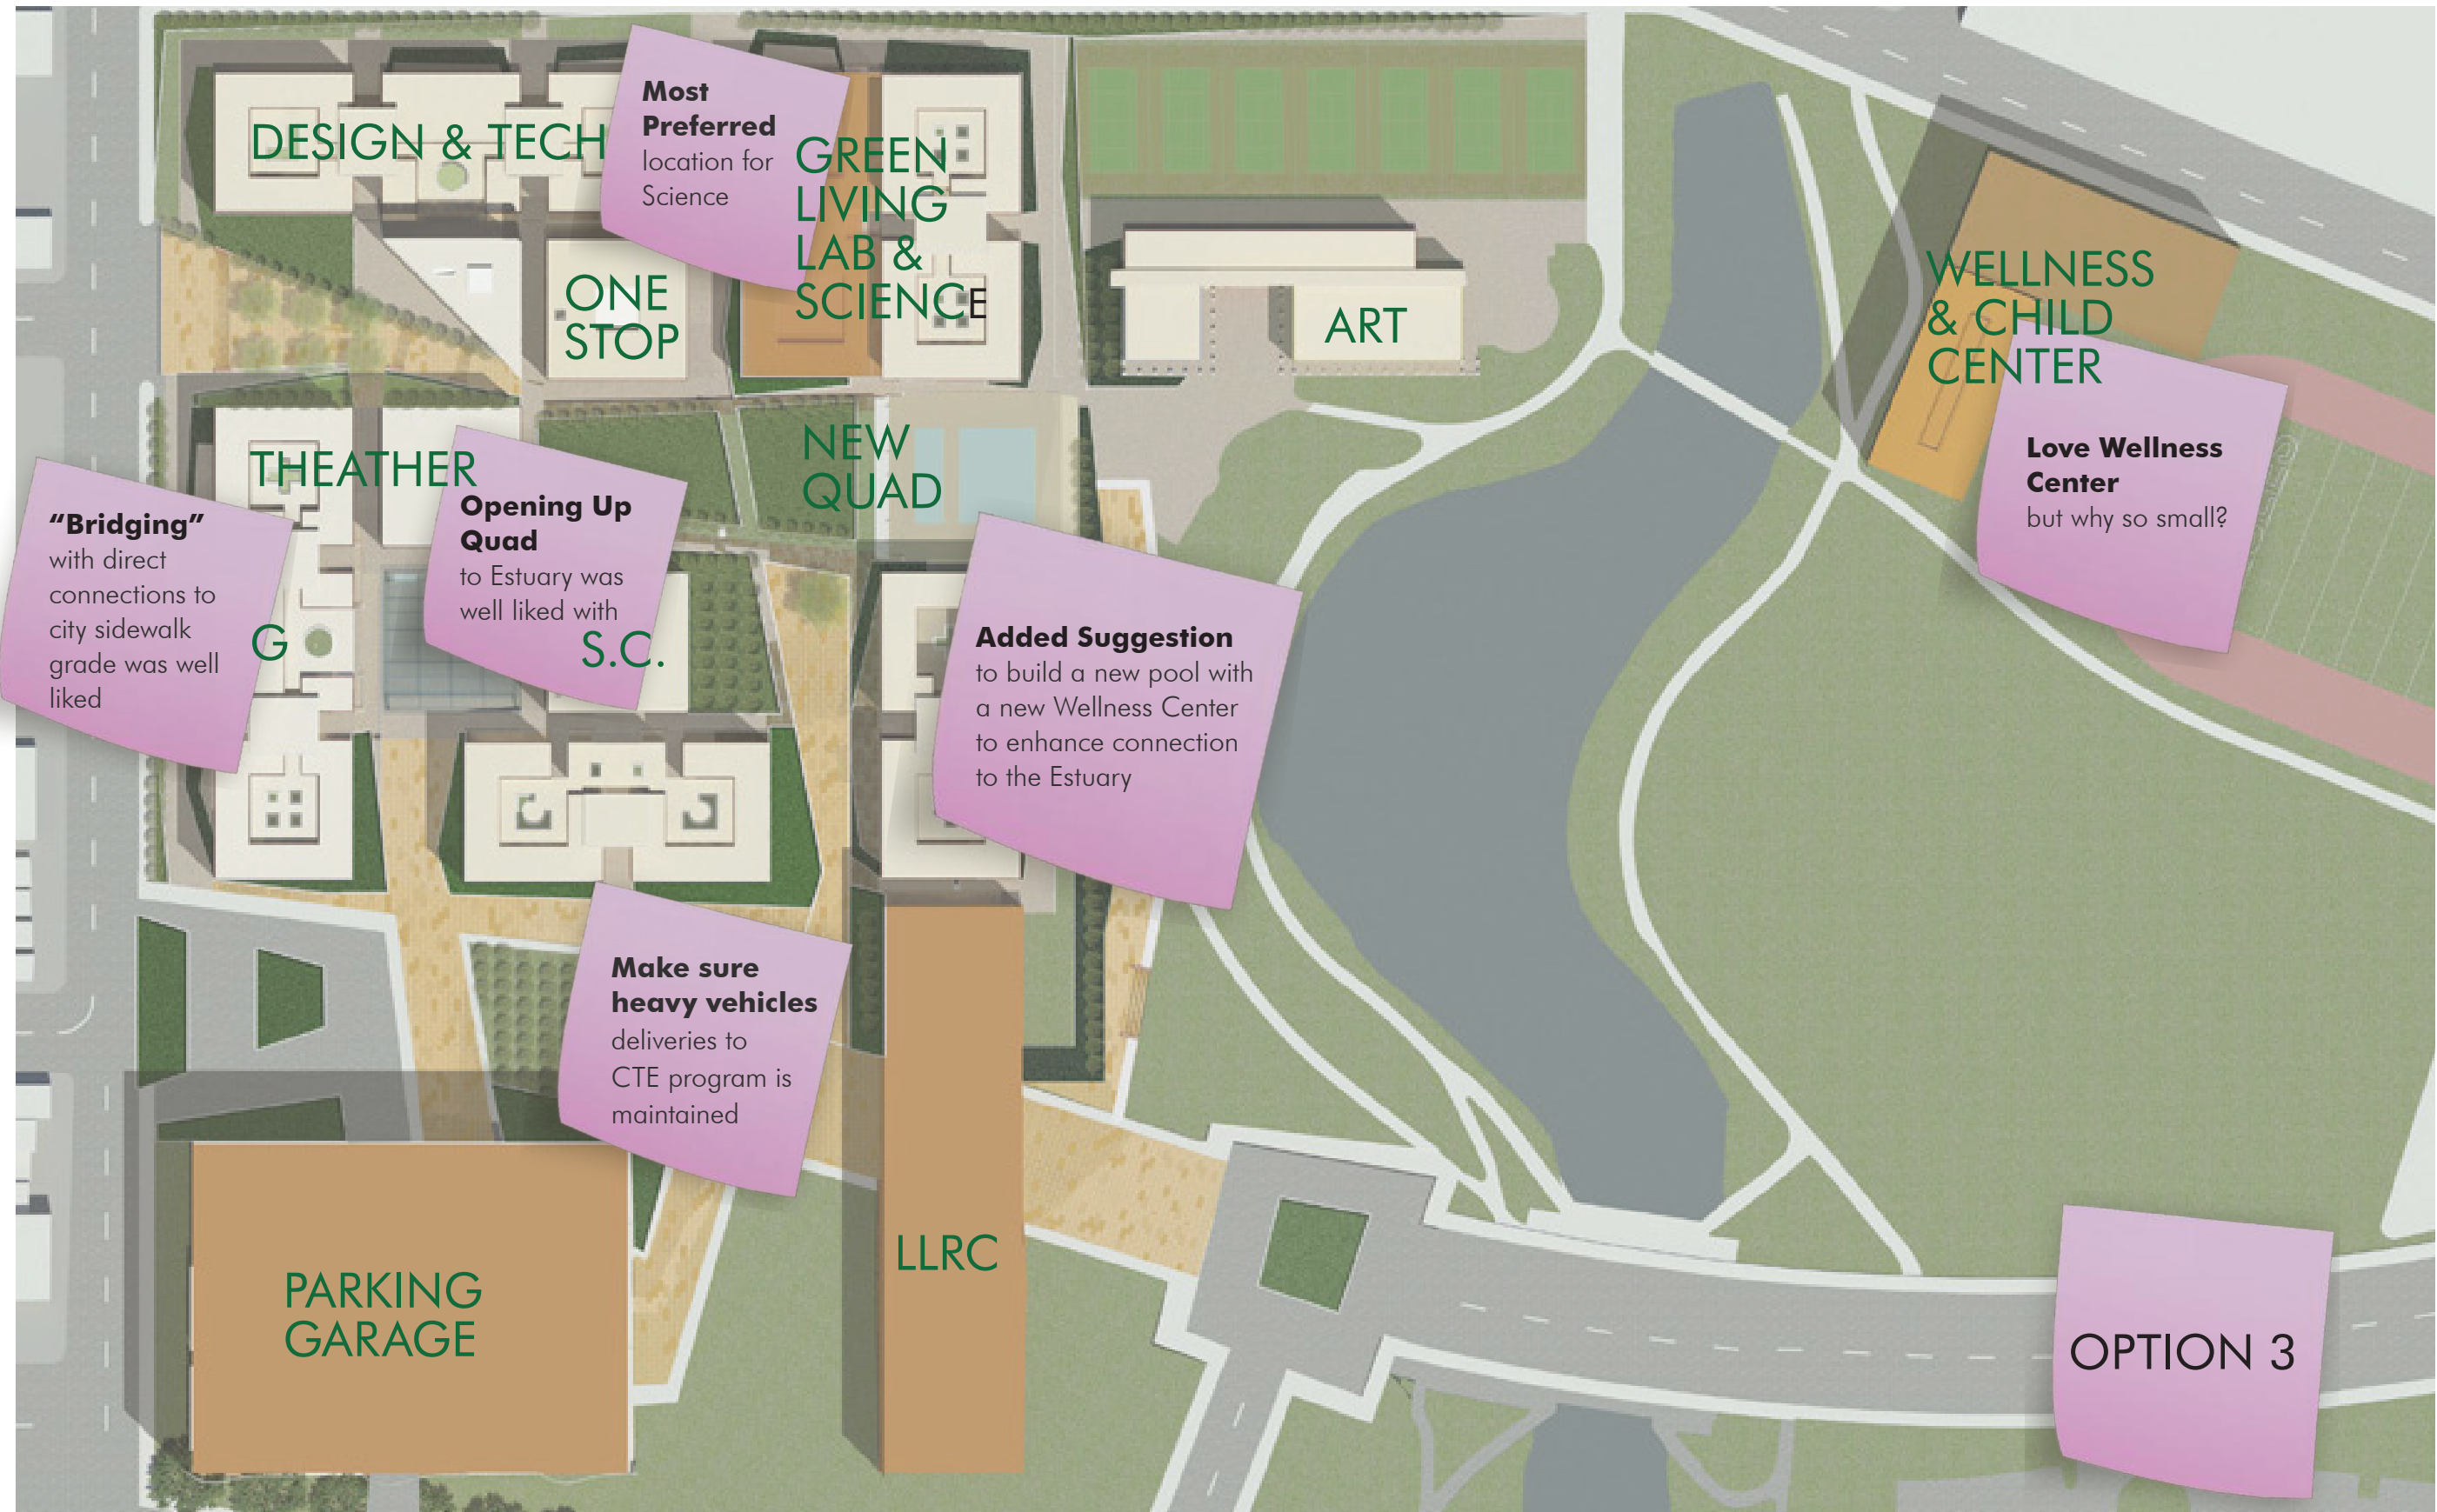 DESIGN & TECH
Most
Preferred
location for
Science
GREEN
LIVING
LAB &
SCIENCE
ONE
STOP
ART
WELLNESS
& CHILD
CENTER
Love Wellness
Center
but why so small?
THEATHER
NEW
QUAD
“Bridging”
with direct
connections to
city sidewalk
grade was well
liked
G
Opening Up
Quad
to Estuary was
well liked with
S.C.
Added Suggestion
to build a new pool with
a new Wellness Center
to enhance connection
to the Estuary
Make sure
heavy vehicles
deliveries to
CTE program is
maintained
PARKING
GARAGE
LLRC
OPTION 3